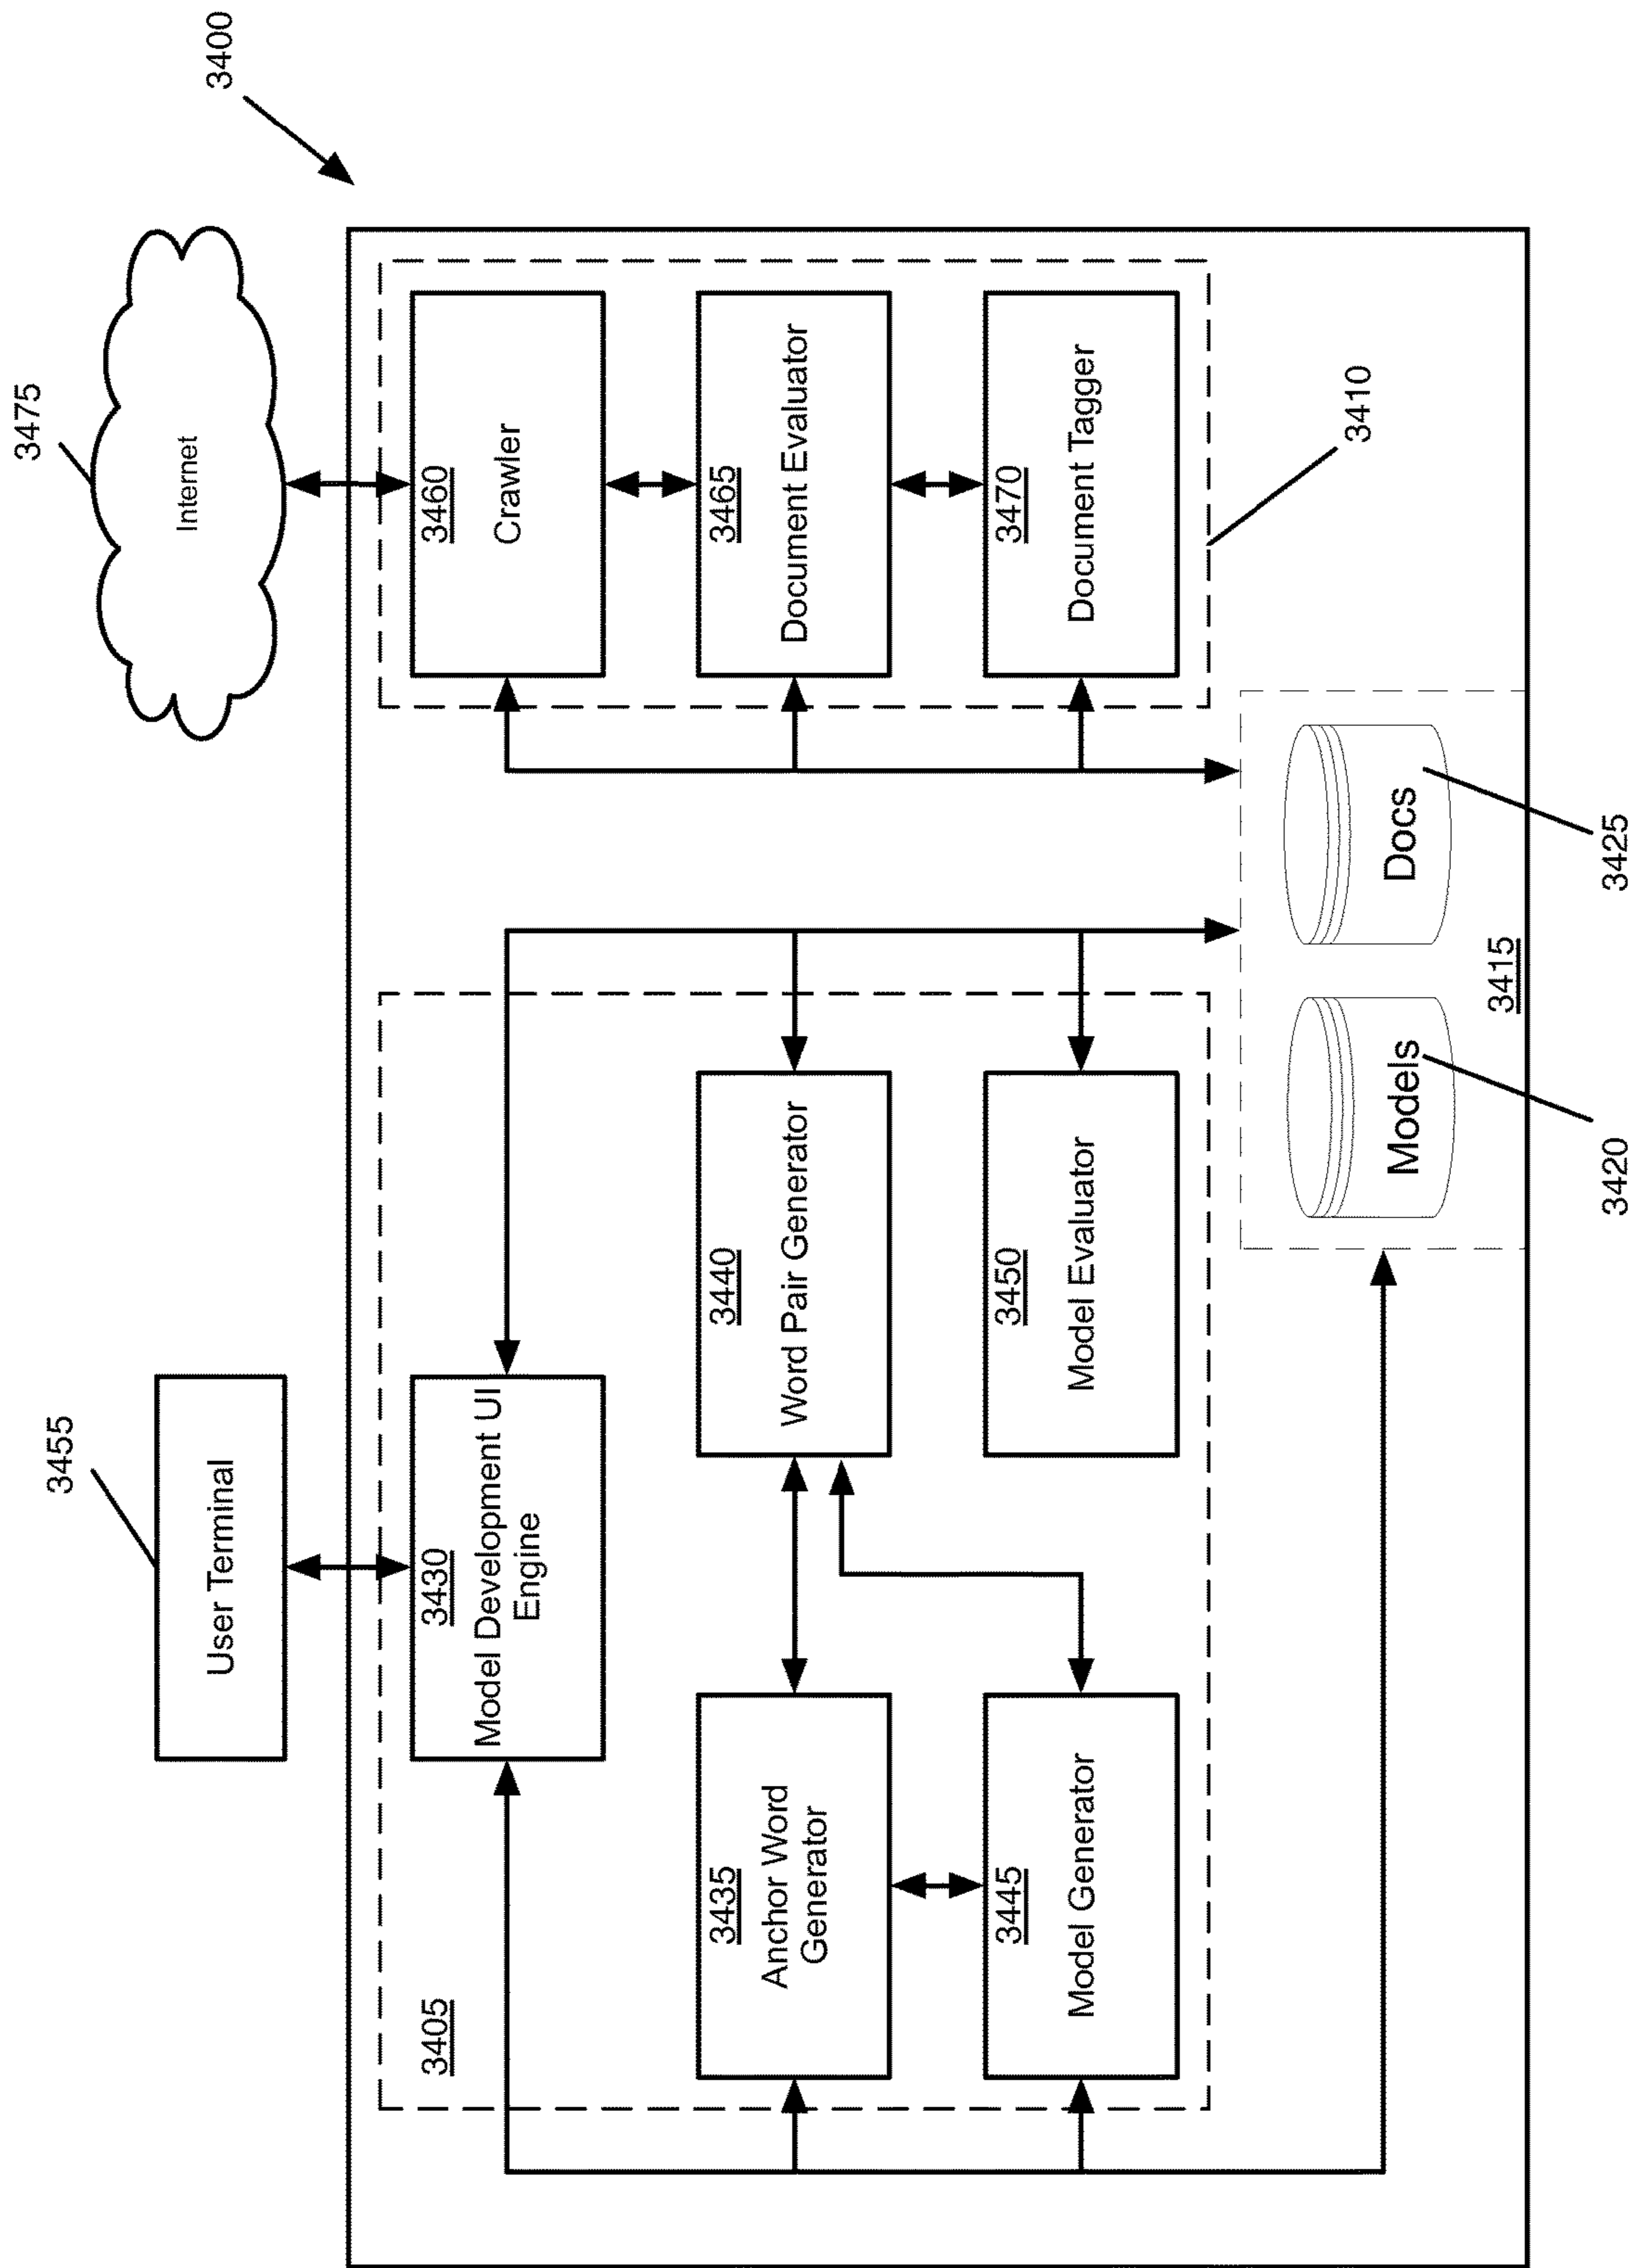 3400
3455
User Terminal
3475
Internet
3405
3430
Model Development UI
Engine
3460
Crawler
3435
Anchor Word
Generator
3440
Word Pair Generator
3465
Document Evaluator
3445
Model Generator
3450
Model Evaluator
3470
Document Tagger
3410
Models
Docs
3415
3420
3425